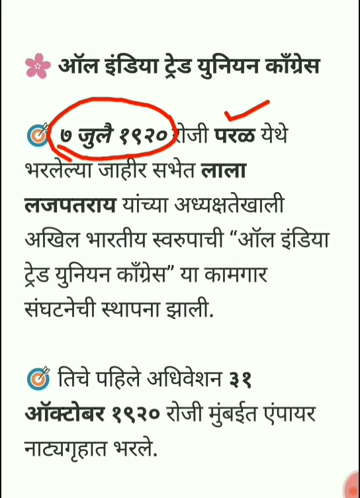 ऑल इंडिया ट्रेड युनियन काँग्रेस
७ जुलै १९२० रोजी परळ येथे
भरलेल्या जाहीर सभेत लाला
लजपतराय यांच्या अध्यक्षतेखाली
अखिल भारतीय स्वरुपाची “ऑल इंडिया
ट्रेड युनियन काँग्रेस” या कामगार
संघटनेची स्थापना झाली.
तिचे पहिले अधिवेशन ३१
ऑक्टोबर १९२० रोजी मुंबईत एंपायर
नाट्यगृहात भरले.